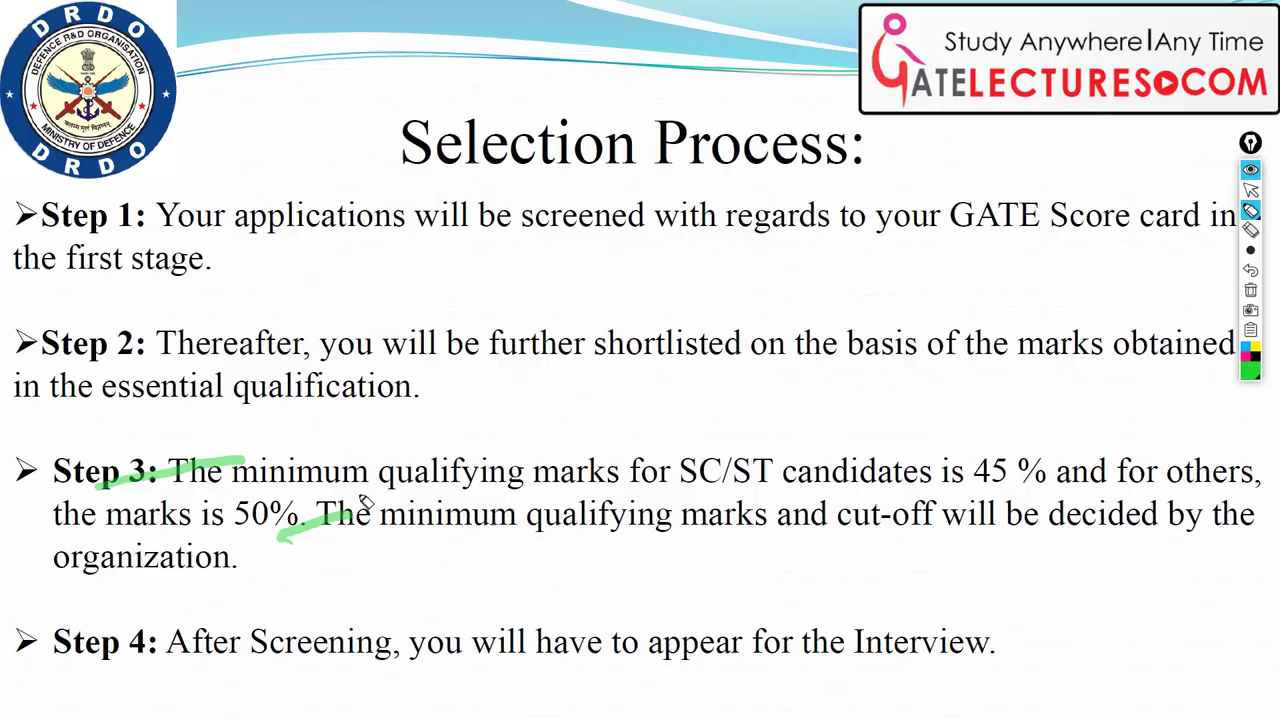 DRDO
DEFENCE R&D ORGANISATION
MINISTRY OF DEFENCE
DRDO
Study Anywhere|Any Time
GATELECTURES.COM
Selection Process:
➢Step 1: Your applications will be screened with regards to your GATE Score card in
the first stage.
➢Step 2: Thereafter, you will be further shortlisted on the basis of the marks obtained
in the essential qualification.
➢ Step 3: The minimum qualifying marks for SC/ST candidates is 45 % and for others,
the marks is 50%. The minimum qualifying marks and cut-off will be decided by the
organization.
➢ Step 4: After Screening, you will have to appear for the Interview.